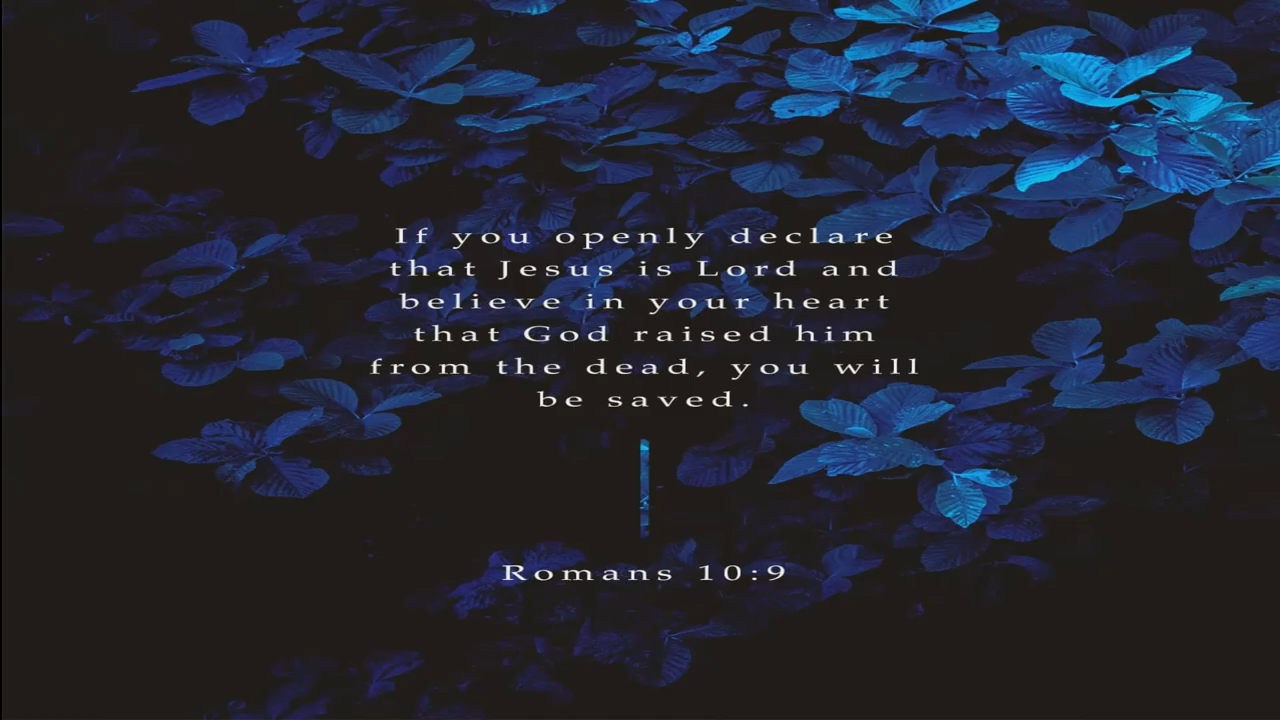 If you openly declare
that Jesus is Lord and
believe in your heart
that God raised him
from the dead, you will
be saved.
Romans 10:9